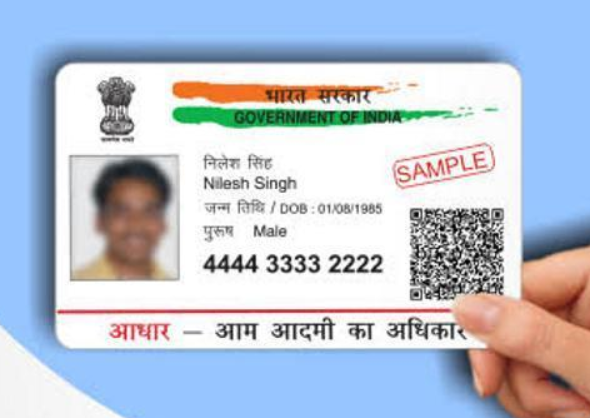 भारत सरकार
GOVERNMENT OF INDIA
निलेश सिंह
Nilesh Singh
जन्म तिथि / DOB : 01/08/1985
पुरूष Male
4444 3333 2222
SAMPLE
आधार – आम आदमी का अधिकार